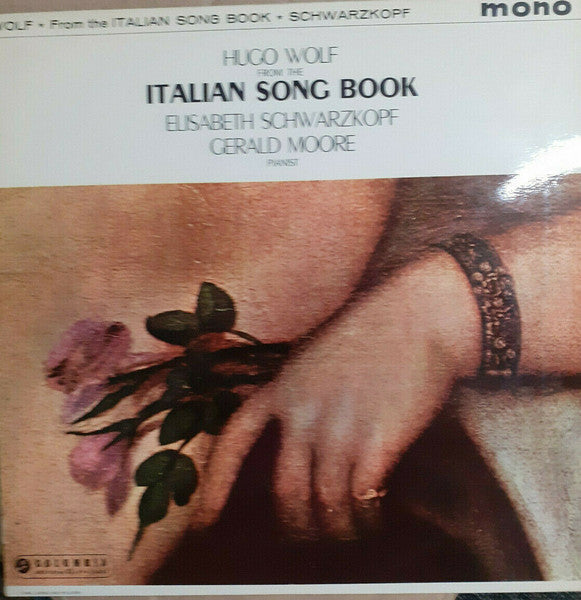 WOLF • From the ITALIAN SONG BOOK • SCHWARZKOPF
mono
HUGO WOLF
FROM THE
ITALIAN SONG BOOK
ELISABETH SCHWARZKOPF
GERALD MOORE
PIANIST
COLUMBIA